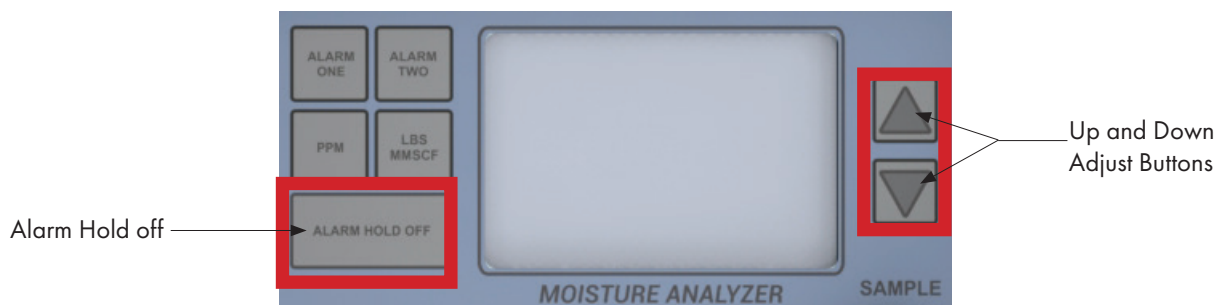 ALARM
ONE
ALARM
TWO
PPM
LBS
MMSCF
Up and Down
Adjust Buttons
Alarm Hold off
ALARM HOLD OFF
MOISTURE ANALYZER
SAMPLE